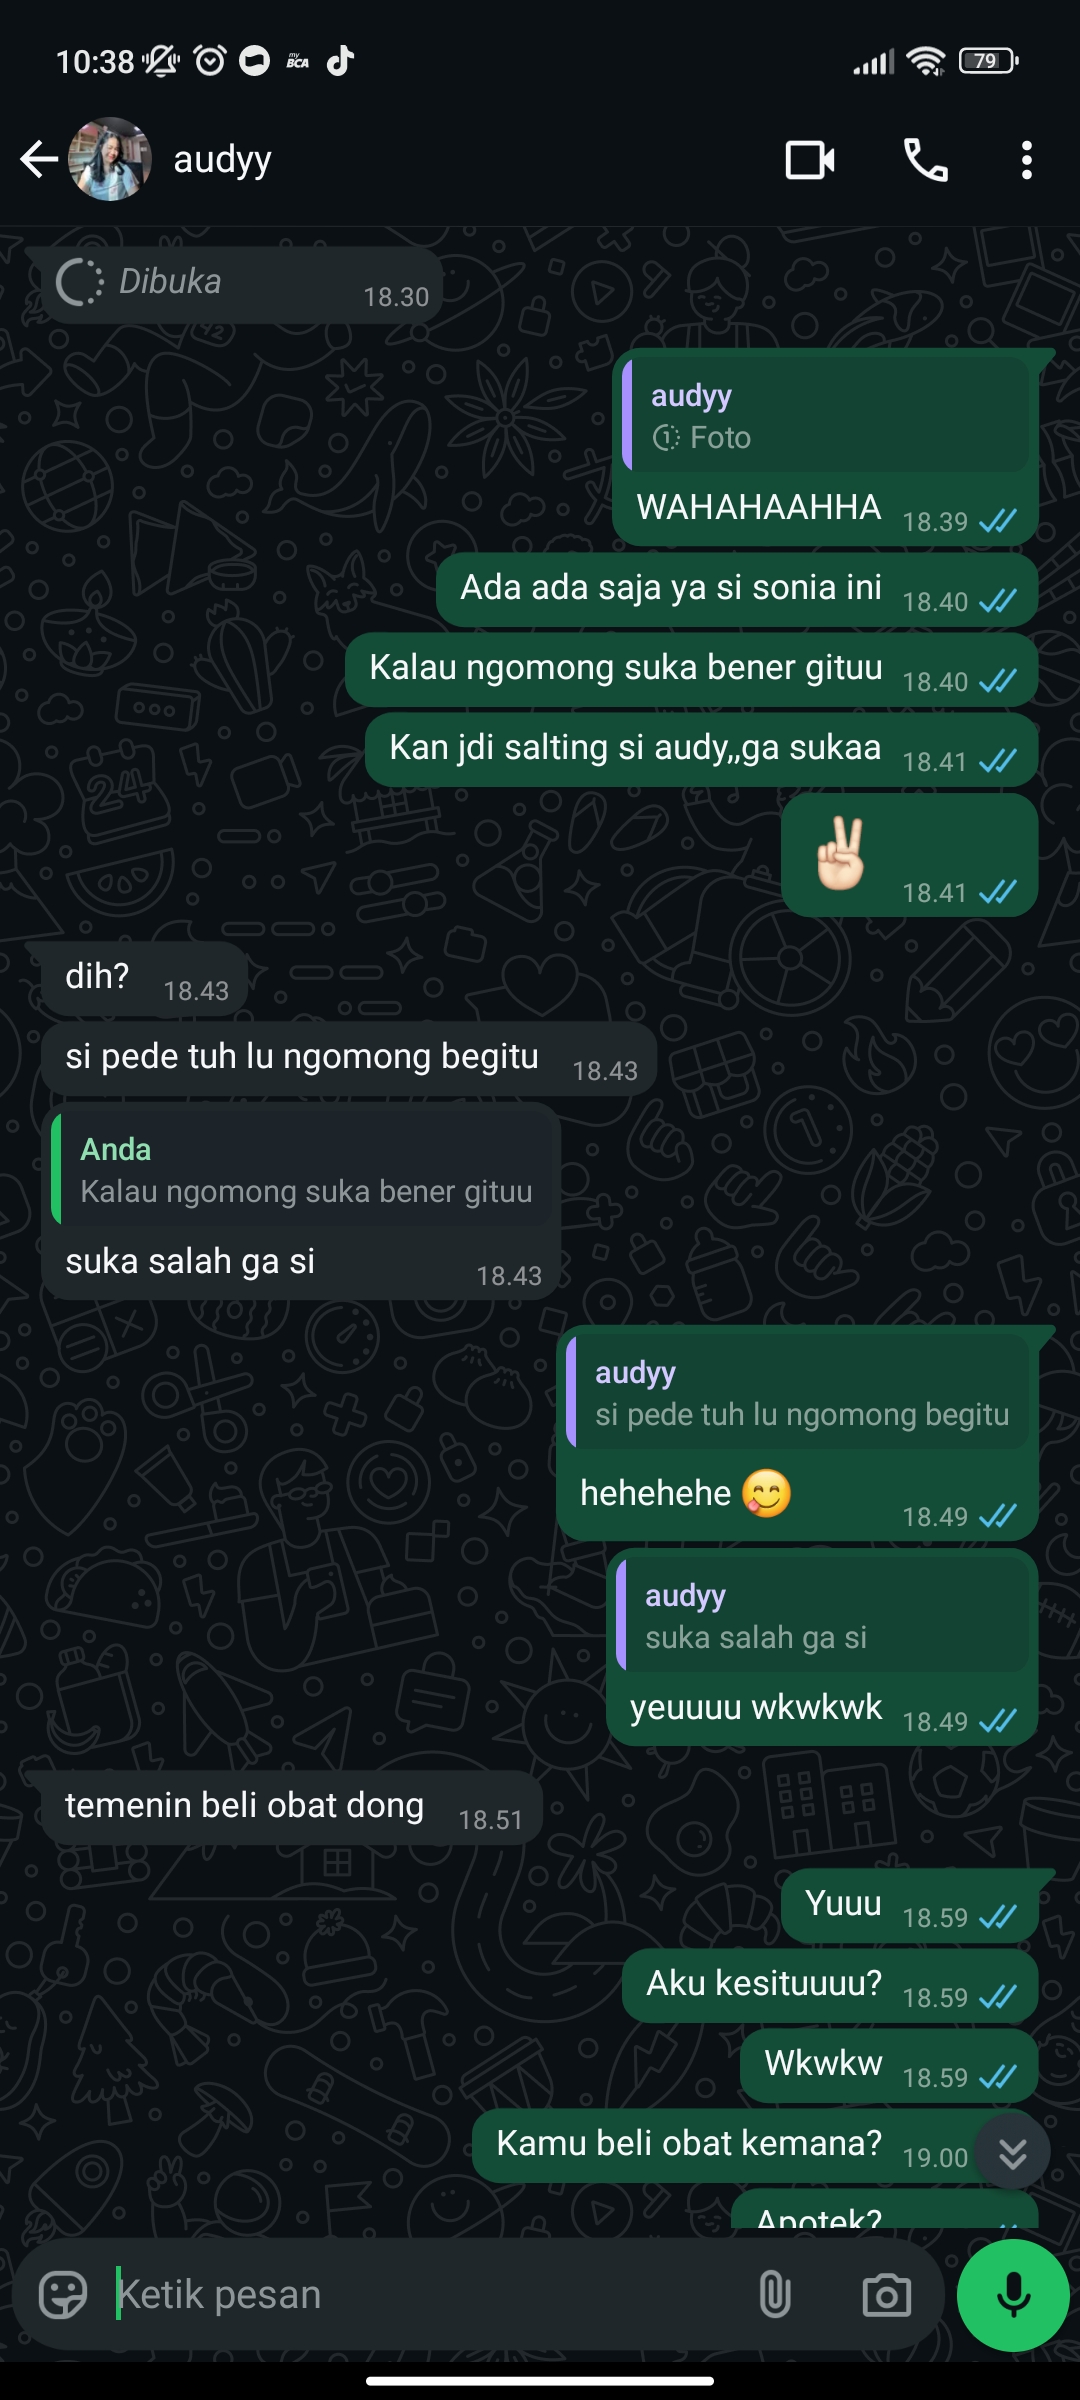 10:38
my
BCA
79
audyy
Dibuka 18.30
audyy
Foto
WAHAHAAHHA 18.39
Ada ada saja ya si sonia ini 18.40
Kalau ngomong suka bener gituu 18.40
Kan jdi salting si audy,,ga sukaa 18.41
✌🏻 18.41
dih? 18.43
si pede tuh lu ngomong begitu 18.43
Anda
Kalau ngomong suka bener gituu
suka salah ga si 18.43
audyy
si pede tuh lu ngomong begitu
hehehehe 😋 18.49
audyy
suka salah ga si
yeuuuu wkwkwk 18.49
temenin beli obat dong 18.51
Yuuu 18.59
Aku kesituuuu? 18.59
Wkwkw 18.59
Kamu beli obat kemana? 19.00
Apotek?
Ketik pesan